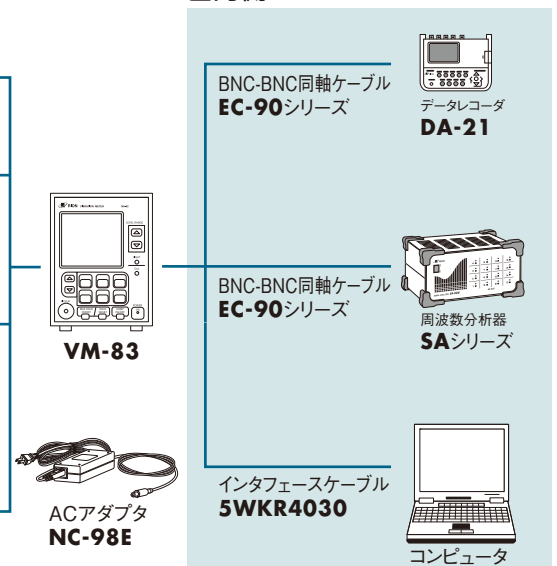 BNC-BNC同軸ケーブル
EC-90シリーズ
データレコーダ
DA-21
BNC-BNC同軸ケーブル
EC-90シリーズ
周波数分析器
SAシリーズ
VM-83
ACアダプタ
NC-98E
インタフェースケーブル
5WKR4030
コンピュータ